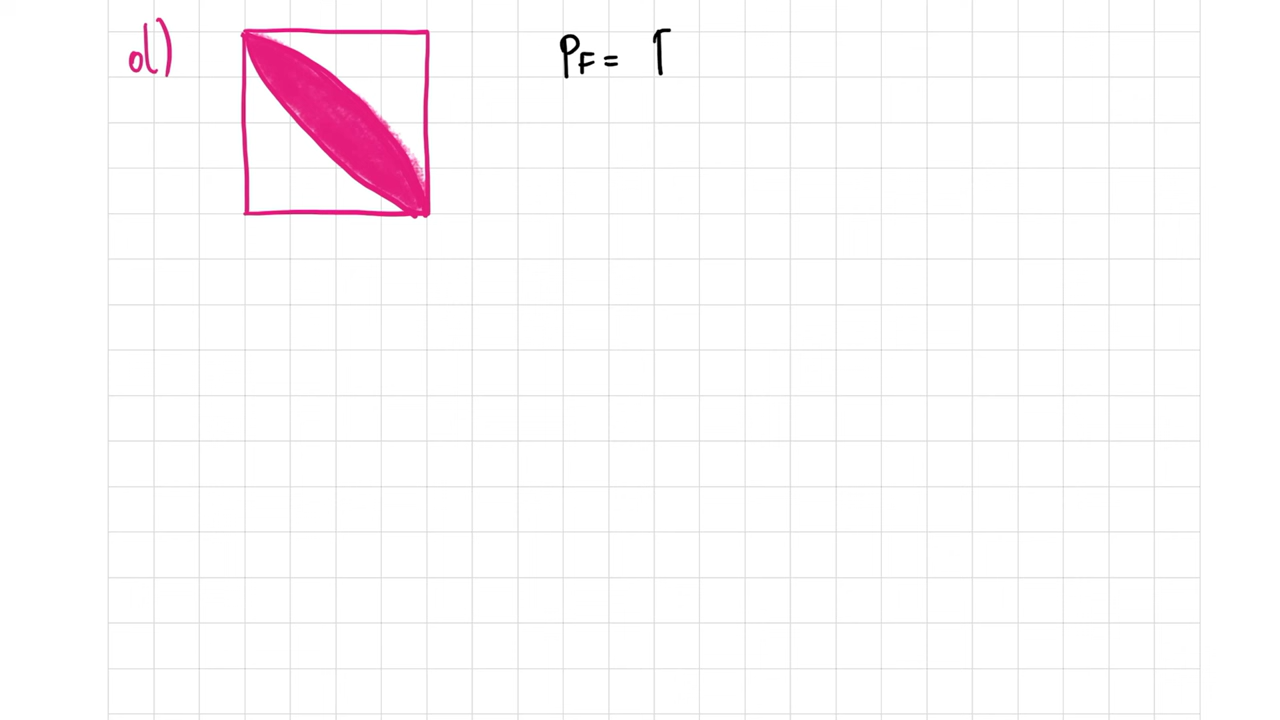 d)
P_F =